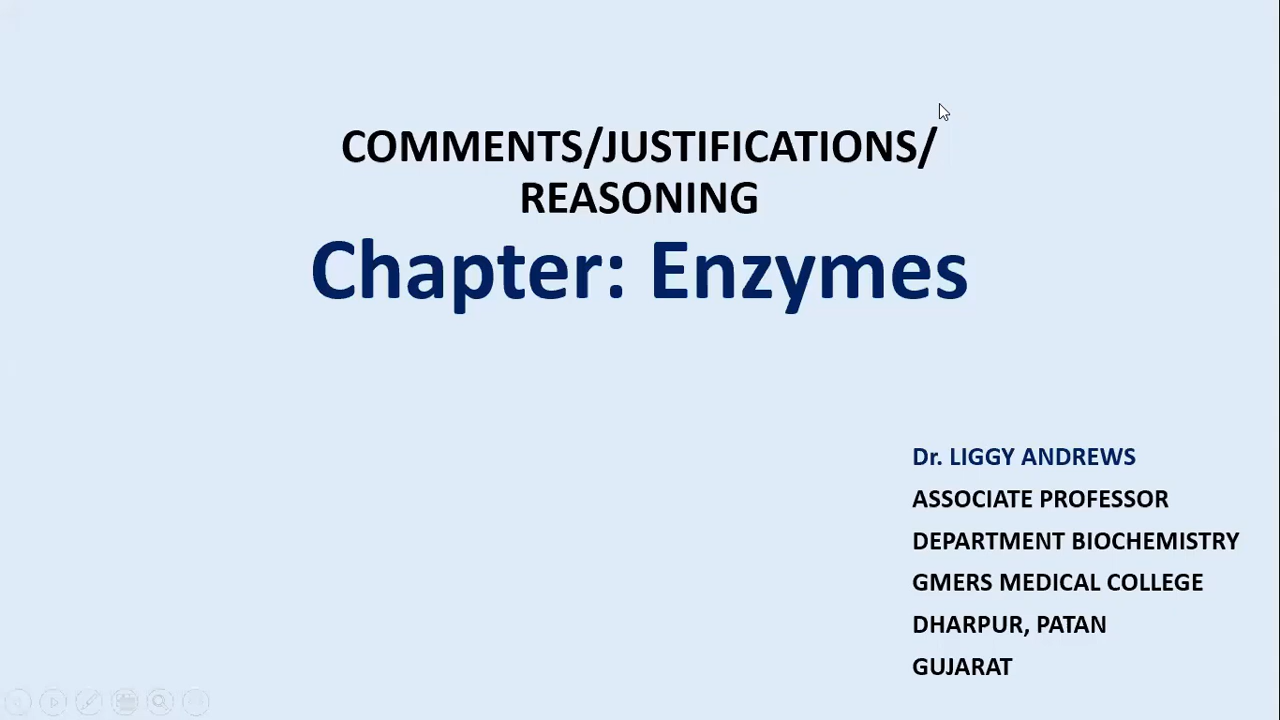 COMMENTS/JUSTIFICATIONS/
REASONING
Chapter: Enzymes
Dr. LIGGY ANDREWS
ASSOCIATE PROFESSOR
DEPARTMENT BIOCHEMISTRY
GMERS MEDICAL COLLEGE
DHARPUR, PATAN
GUJARAT